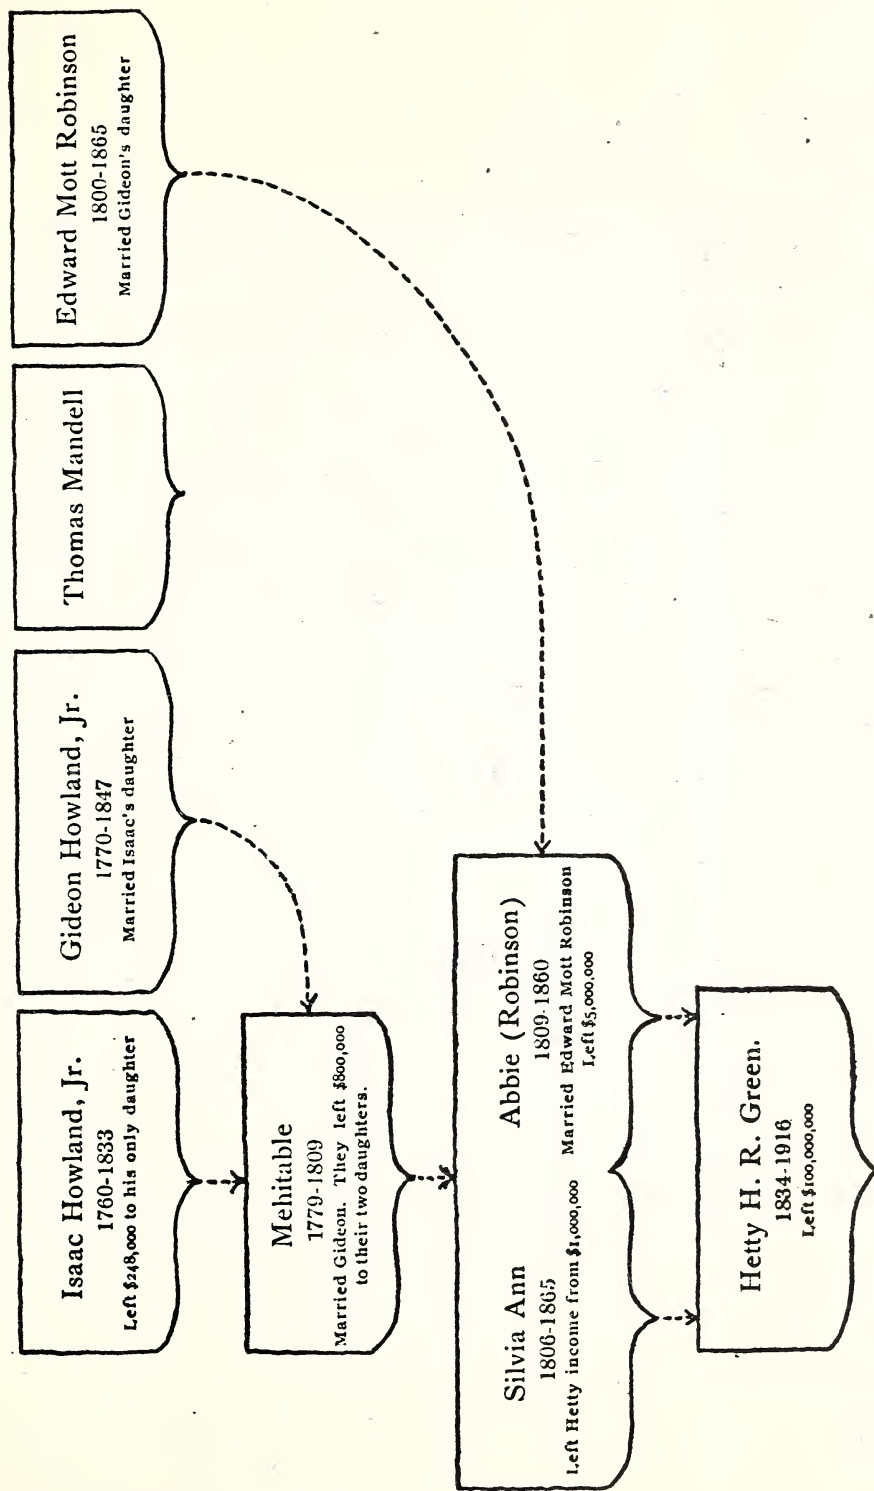 Isaac Howland, Jr.
1760-1833
Left $248,000 to his only daughter
Gideon Howland, Jr.
1770-1847
Married Isaac's daughter
Thomas Mandell
Edward Mott Robinson
1800-1865
Married Gideon's daughter
Mehitable
1779-1809
Married Gideon. They left $800,000
to their two daughters.
Silvia Ann
1806-1865
Left Hetty income from $1,000,000
Abbie (Robinson)
1809-1860
Married Edward Mott Robinson
Left $5,000,000
Hetty H. R. Green.
1834-1916
Left $100,000,000